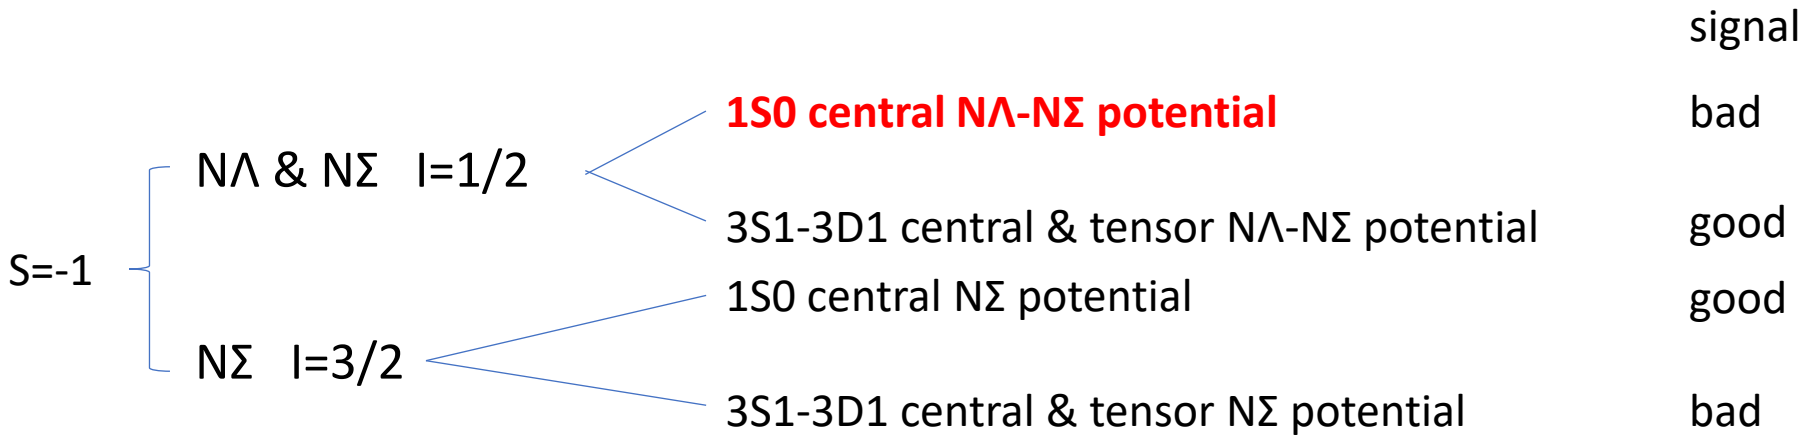 signal
1S0 central NΛ-NΣ potential bad
NΛ & NΣ I=1/2
3S1-3D1 central & tensor NΛ-NΣ potential good
S=-1
1S0 central NΣ potential good
NΣ I=3/2
3S1-3D1 central & tensor NΣ potential bad